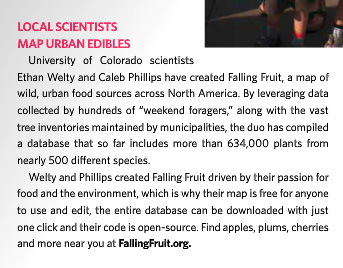 LOCAL SCIENTISTS
MAP URBAN EDIBLES
University of Colorado scientists
Ethan Welty and Caleb Phillips have created Falling Fruit, a map of
wild, urban food sources across North America. By leveraging data
collected by hundreds of “weekend foragers,” along with the vast
tree inventories maintained by municipalities, the duo has compiled
a database that so far includes more than 634,000 plants from
nearly 500 different species.
Welty and Phillips created Falling Fruit driven by their passion for
food and the environment, which is why their map is free for anyone
to use and edit, the entire database can be downloaded with just
one click and their code is open-source. Find apples, plums, cherries
and more near you at FallingFruit.org.